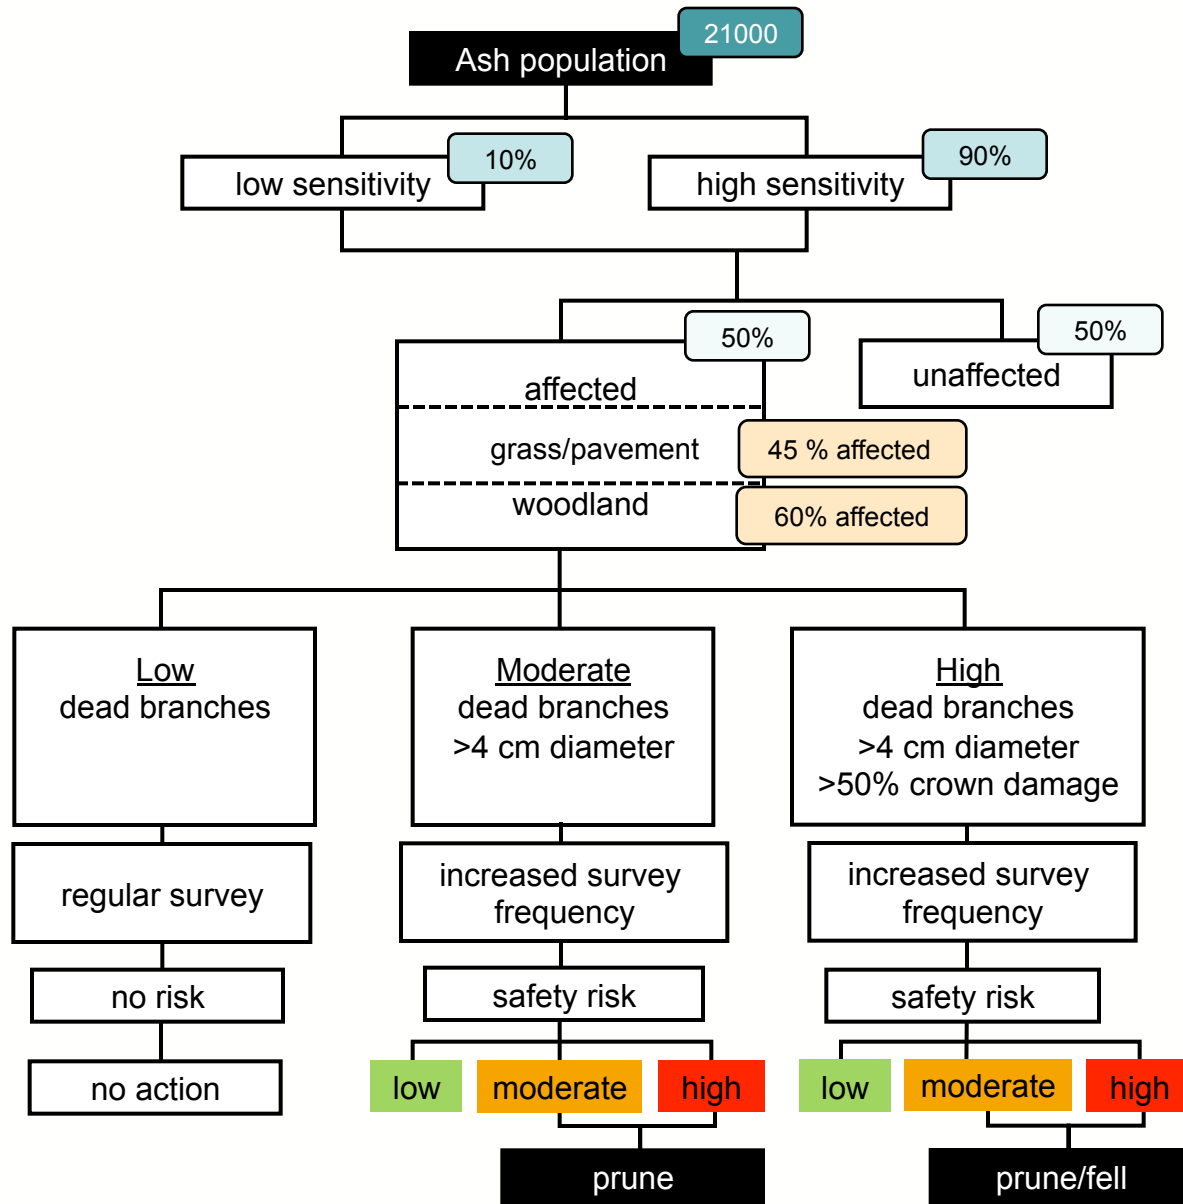 21000
Ash population
10%
90%
low sensitivity
high sensitivity
50%
50%
affected
unaffected
grass/pavement
45 % affected
woodland
60% affected
Low
dead branches
Moderate
dead branches
>4 cm diameter
High
dead branches
>4 cm diameter
>50% crown damage
regular survey
increased survey
frequency
increased survey
frequency
no risk
safety risk
safety risk
no action
low
moderate
high
low
moderate
high
prune
prune/fell